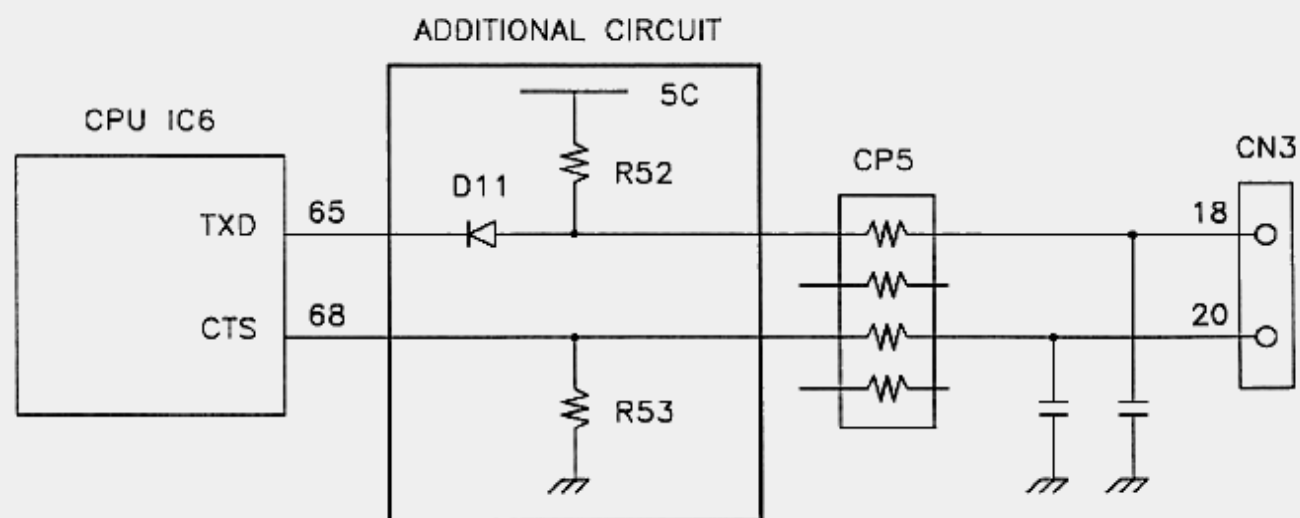 ADDITIONAL CIRCUIT
5C
CPU IC6
CN3
CP5
R52
D11
TXD
65
18
CTS
68
20
R53